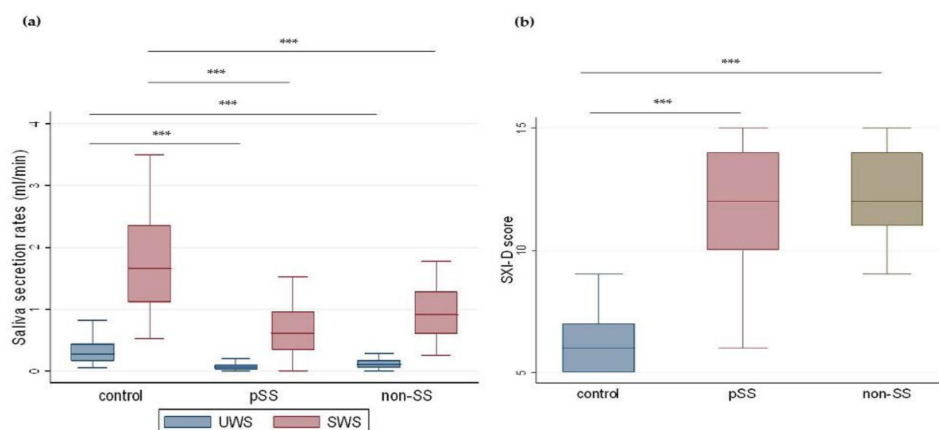 (a)
(b)
***
***
***
***
***
***
Saliva secretion rates (ml/min)
4
3
2
1
0
control
pSS
non-SS
UWS
SWS
SXI-D score
15
10
5
control
pSS
non-SS